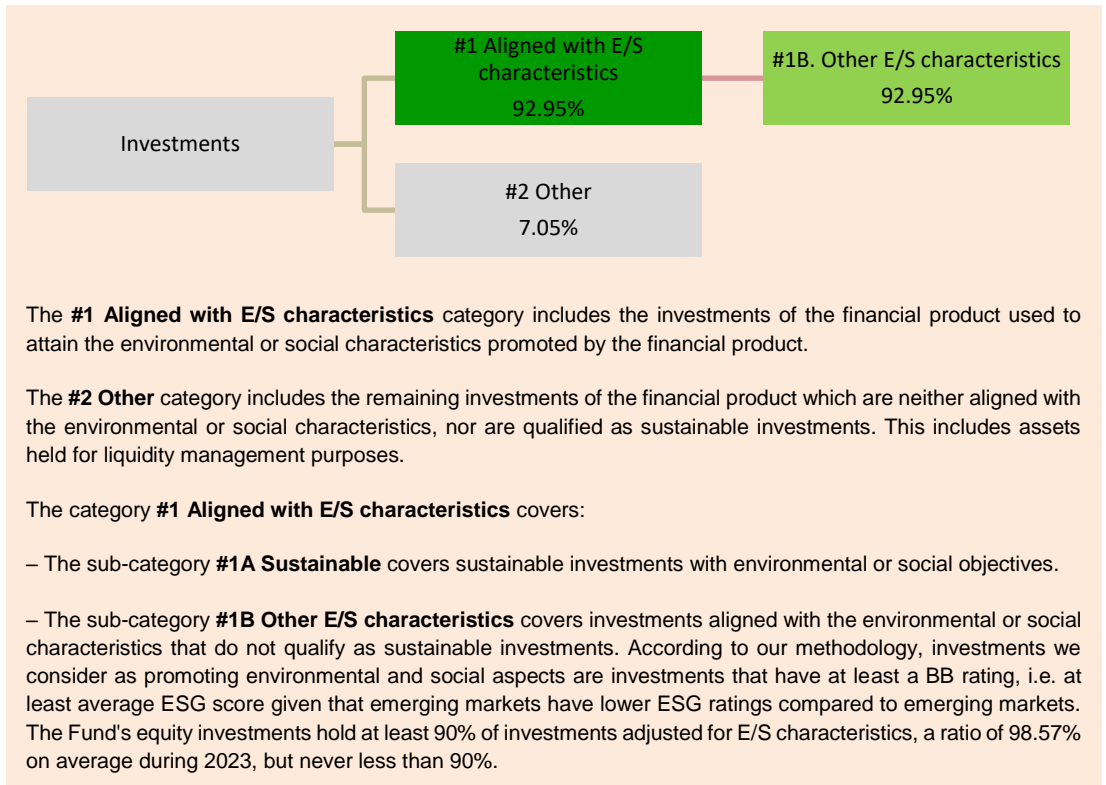 #1 Aligned with E/S
characteristics
92.95%
#1B. Other E/S characteristics
92.95%
Investments
#2 Other
7.05%
The #1 Aligned with E/S characteristics category includes the investments of the financial product used to
attain the environmental or social characteristics promoted by the financial product.
The #2 Other category includes the remaining investments of the financial product which are neither aligned with
the environmental or social characteristics, nor are qualified as sustainable investments. This includes assets
held for liquidity management purposes.
The category #1 Aligned with E/S characteristics covers:
– The sub-category #1A Sustainable covers sustainable investments with environmental or social objectives.
– The sub-category #1B Other E/S characteristics covers investments aligned with the environmental or social
characteristics that do not qualify as sustainable investments. According to our methodology, investments we
consider as promoting environmental and social aspects are investments that have at least a BB rating, i.e. at
least average ESG score given that emerging markets have lower ESG ratings compared to emerging markets.
The Fund's equity investments hold at least 90% of investments adjusted for E/S characteristics, a ratio of 98.57%
on average during 2023, but never less than 90%.